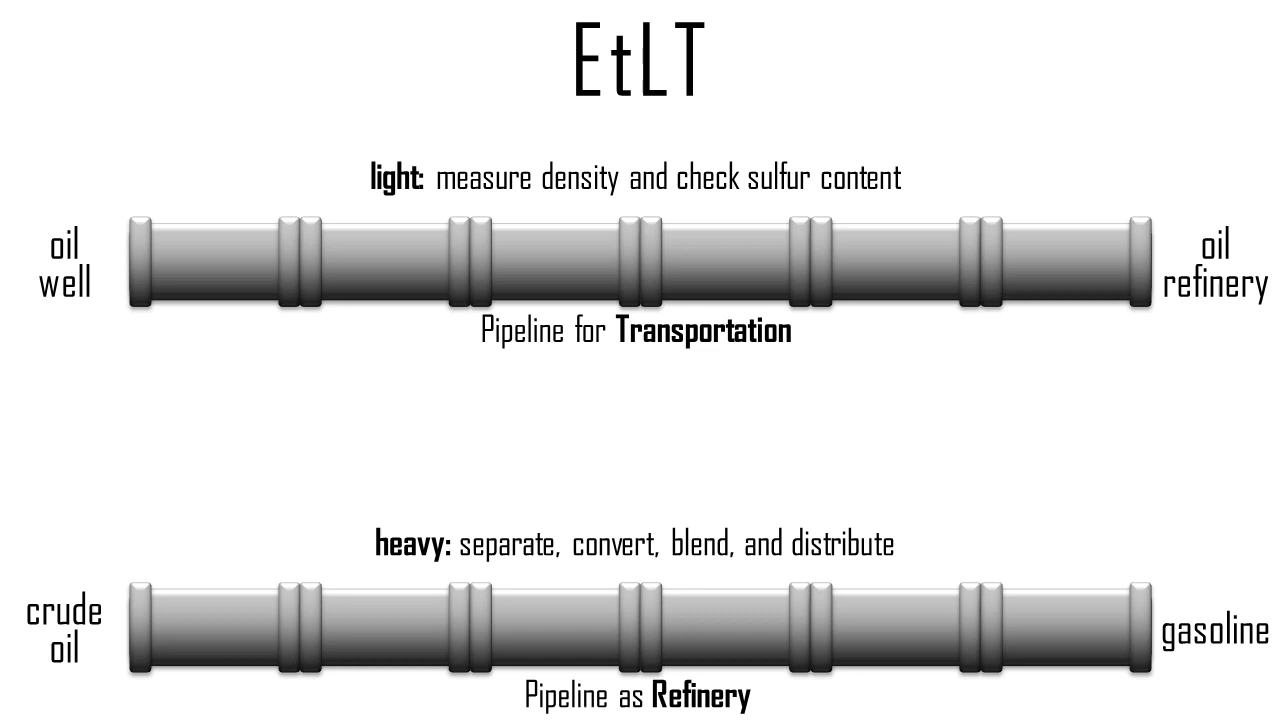 EtLT
light: measure density and check sulfur content
oil
well
oil
refinery
Pipeline for Transportation
heavy: separate, convert, blend, and distribute
crude
oil
gasoline
Pipeline as Refinery